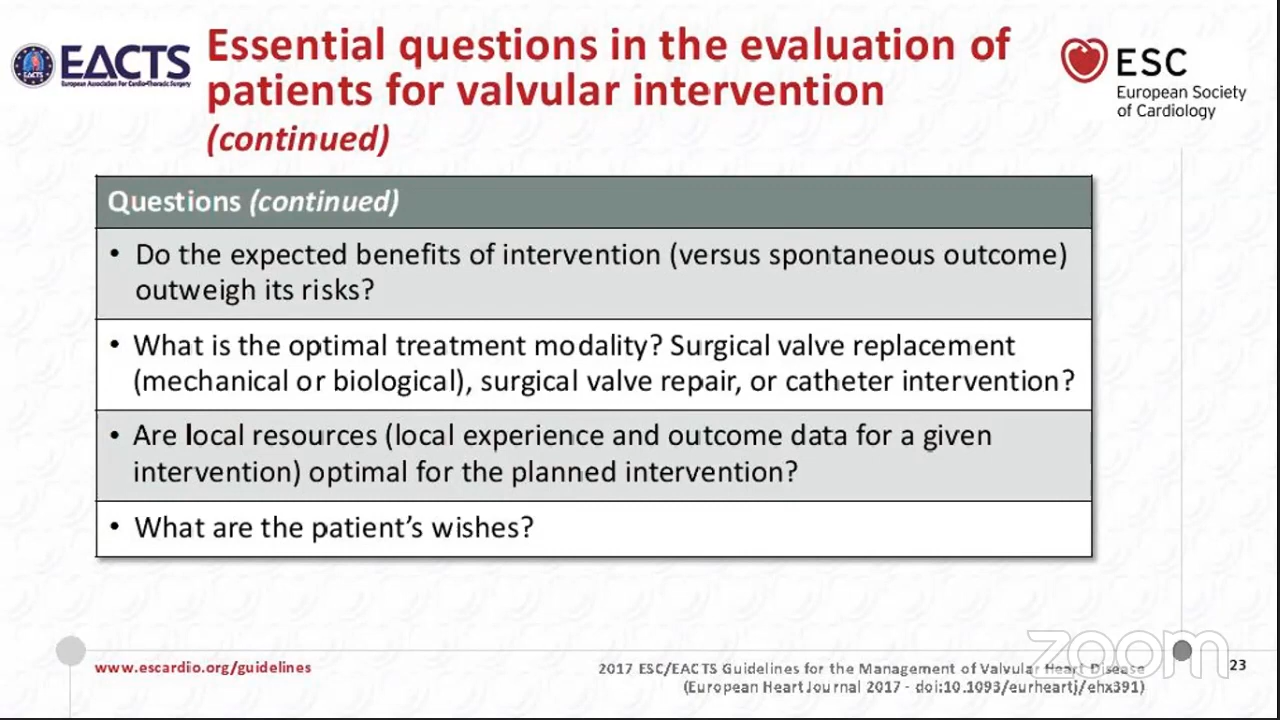 EACTS
European Association For Cardio-Thoracic Surgery
Essential questions in the evaluation of
patients for valvular intervention
(continued)
ESC
European Society
of Cardiology
Questions (continued)
• Do the expected benefits of intervention (versus spontaneous outcome)
outweigh its risks?
• What is the optimal treatment modality? Surgical valve replacement
(mechanical or biological), surgical valve repair, or catheter intervention?
• Are local resources (local experience and outcome data for a given
intervention) optimal for the planned intervention?
• What are the patient’s wishes?
www.escardio.org/guidelines
2017 ESC/EACTS Guidelines for the Management of Valvular Heart Disease
(European Heart Journal 2017 - doi:10.1093/eurheartj/ehx391)
zoom
23